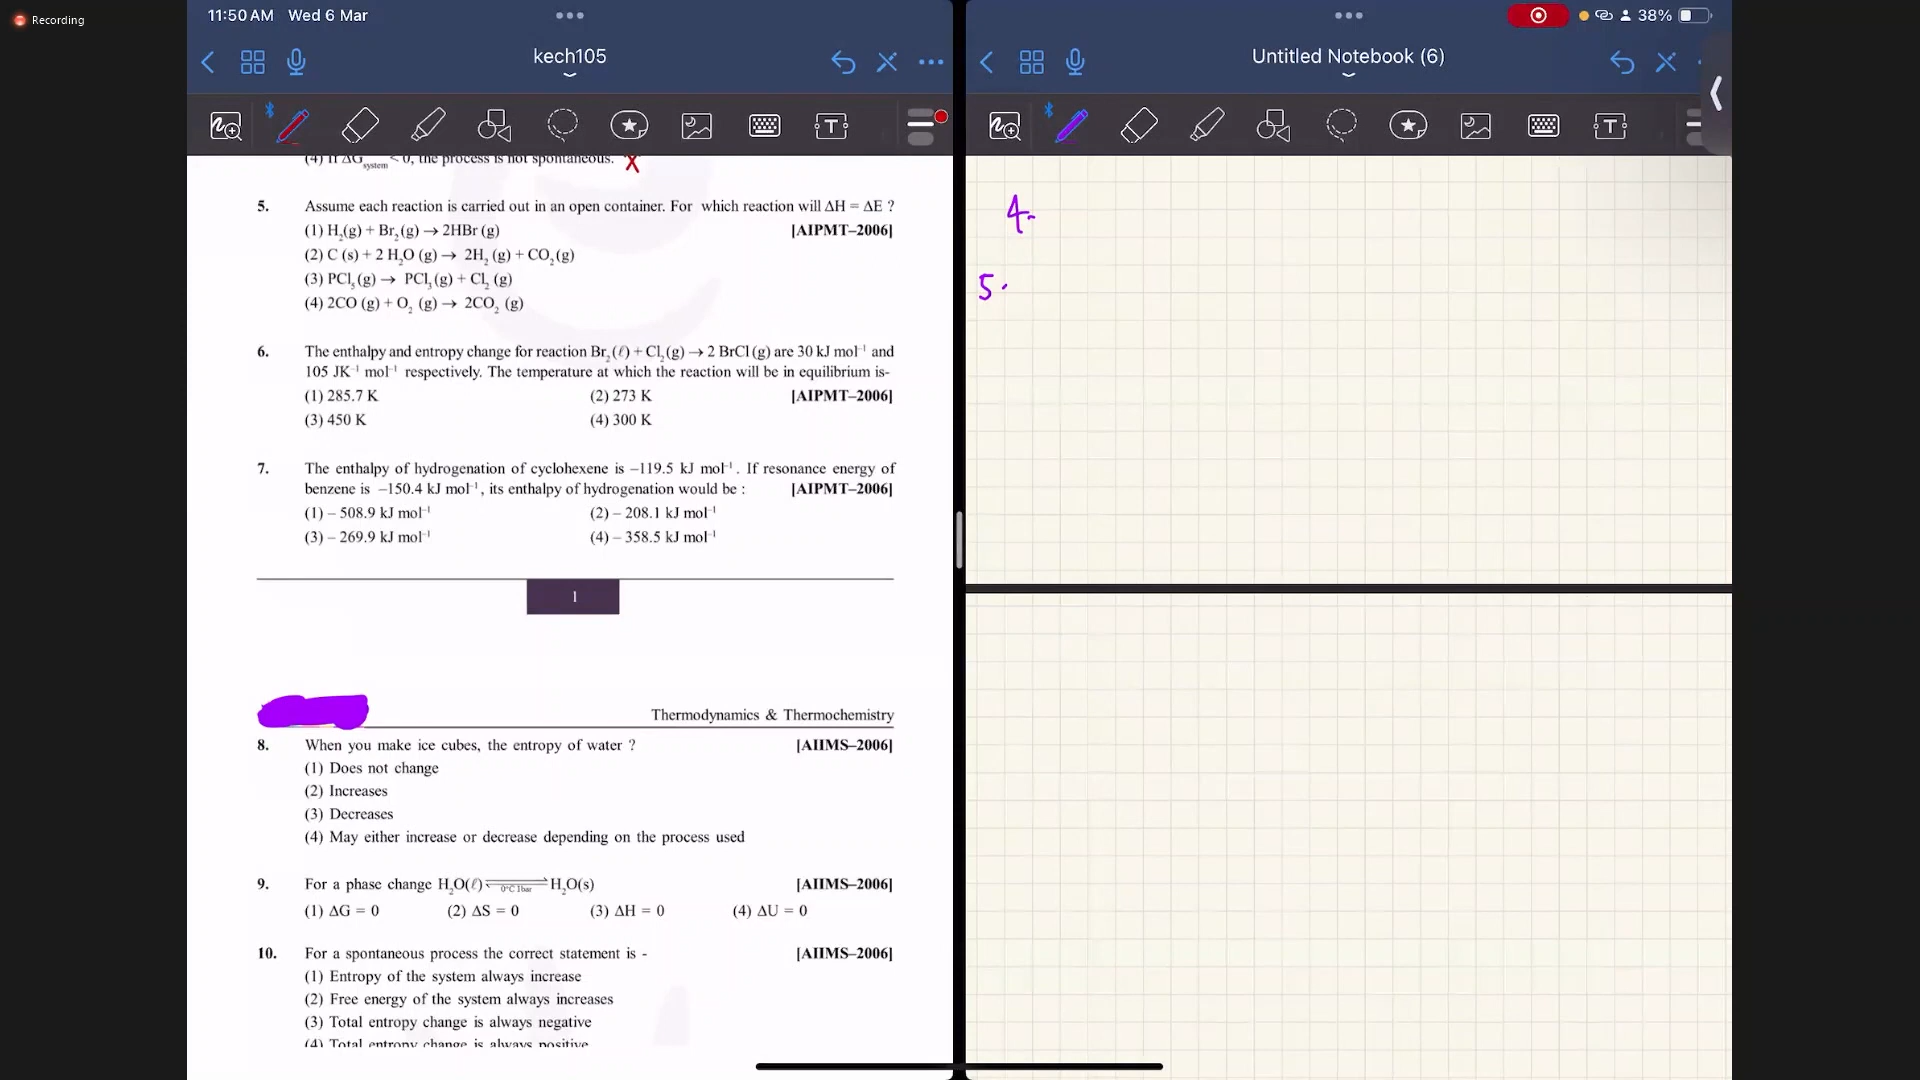 Recording
11:50 AM Wed 6 Mar
38%
kech105
Untitled Notebook (6)
(4) If ΔGsystem < 0, the process is not spontaneous. X
5. Assume each reaction is carried out in an open container. For which reaction will ΔH = ΔE ?
(1) H₂(g) + Br₂(g) → 2HBr (g) [AIPMT–2006]
(2) C (s) + 2 H₂O (g) → 2H₂ (g) + CO₂(g)
(3) PCl₅(g) → PCl₃(g) + Cl₂ (g)
(4) 2CO (g) + O₂ (g) → 2CO₂ (g)
6. The enthalpy and entropy change for reaction Br₂(ℓ) + Cl₂(g) → 2 BrCl (g) are 30 kJ mol⁻¹ and
105 JK⁻¹ mol⁻¹ respectively. The temperature at which the reaction will be in equilibrium is-
(1) 285.7 K (2) 273 K [AIPMT–2006]
(3) 450 K (4) 300 K
7. The enthalpy of hydrogenation of cyclohexene is –119.5 kJ mol⁻¹. If resonance energy of
benzene is –150.4 kJ mol⁻¹, its enthalpy of hydrogenation would be : [AIPMT–2006]
(1) – 508.9 kJ mol⁻¹ (2) – 208.1 kJ mol⁻¹
(3) – 269.9 kJ mol⁻¹ (4) – 358.5 kJ mol⁻¹
1
Thermodynamics & Thermochemistry
8. When you make ice cubes, the entropy of water ? [AIIMS–2006]
(1) Does not change
(2) Increases
(3) Decreases
(4) May either increase or decrease depending on the process used
9. For a phase change H₂O(ℓ) ⇌ 0°C 1bar H₂O(s) [AIIMS–2006]
(1) ΔG = 0 (2) ΔS = 0 (3) ΔH = 0 (4) ΔU = 0
10. For a spontaneous process the correct statement is - [AIIMS–2006]
(1) Entropy of the system always increase
(2) Free energy of the system always increases
(3) Total entropy change is always negative
(4) Total entropy change is always positive
4.
5.